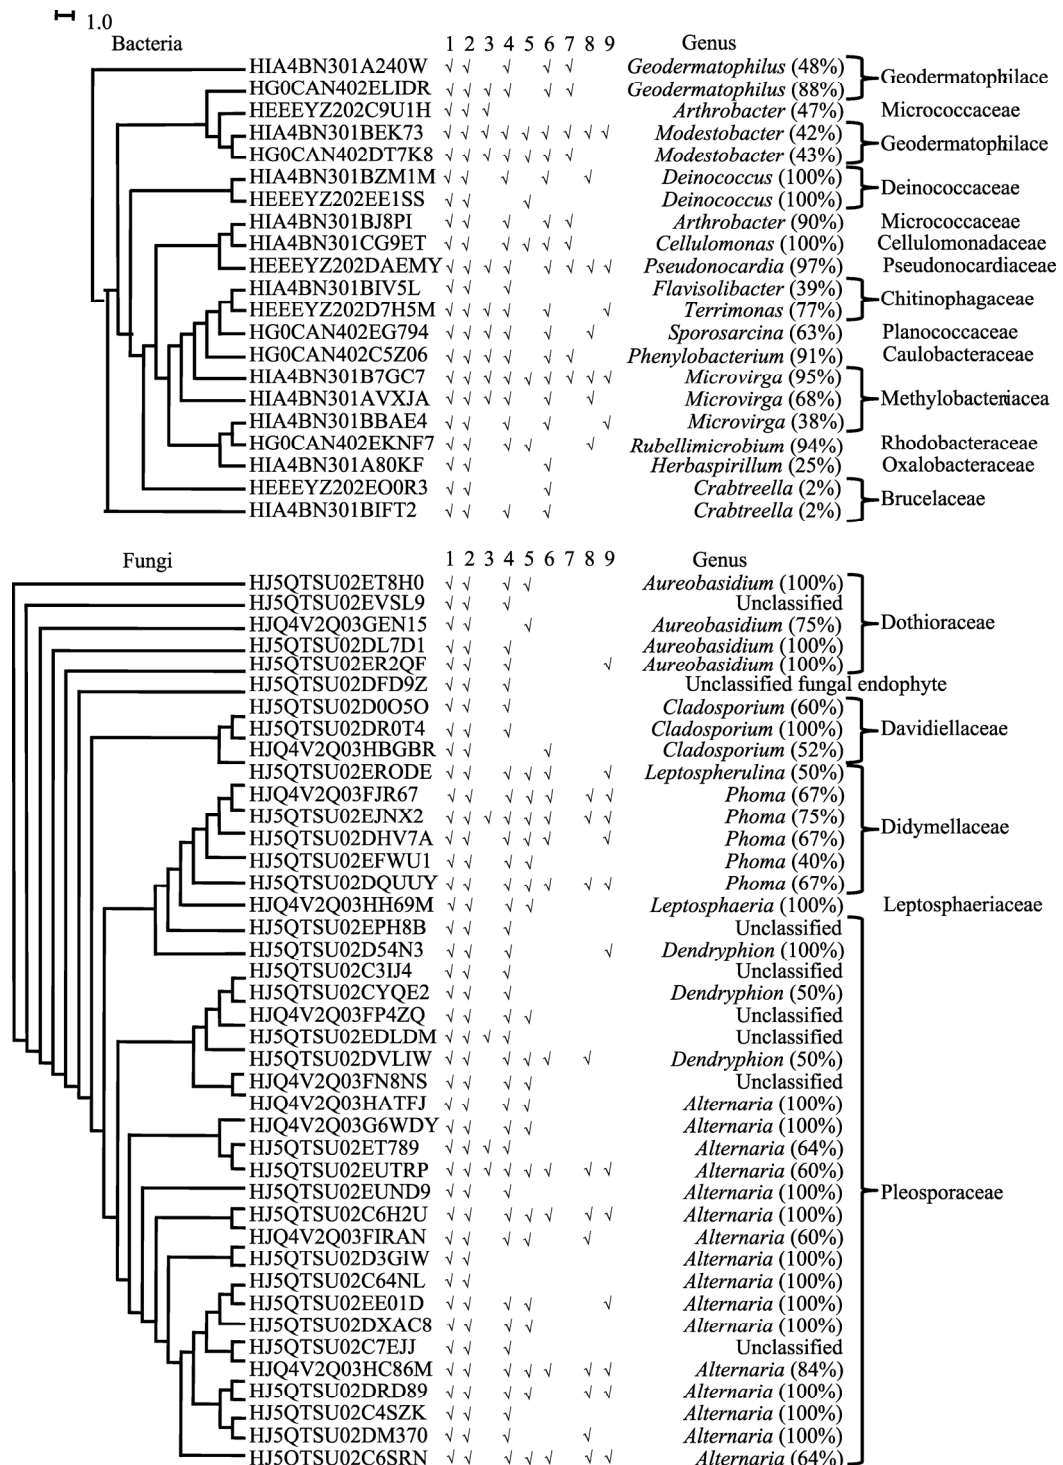 1.0
Bacteria 1 2 3 4 5 6 7 8 9 Genus
HIA4BN301A240W √ √ √ √ √ Geodermatophilus (48%)
Geodermatophilace
HG0CAN402ELIDR √ √ √ √ √ √ Geodermatophilus (88%)
HEEEYZ202C9U1H √ √ √ Arthrobacter (47%) Micrococcaceae
HIA4BN301BEK73 √ √ √ √ √ √ √ √ √ Modestobacter (42%)
Geodermatophilace
HG0CAN402DT7K8 √ √ √ √ √ √ √ Modestobacter (43%)
HIA4BN301BZM1M √ √ √ √ √ Deinococcus (100%)
Deinococcaceae
HEEEYZ202EE1SS √ √ √ Deinococcus (100%)
HIA4BN301BJ8PI √ √ √ √ √ Arthrobacter (90%) Micrococcaceae
HIA4BN301CG9ET √ √ √ √ √ √ Cellulomonas (100%) Cellulomonadaceae
HEEEYZ202DAEMY √ √ √ √ √ √ √ √ Pseudonocardia (97%) Pseudonocardiaceae
HIA4BN301BIV5L √ √ √ Flavisolibacter (39%)
Chitinophagaceae
HEEEYZ202D7H5M √ √ √ √ √ √ Terrimonas (77%)
HG0CAN402EG794 √ √ √ √ √ √ Sporosarcina (63%) Planococcaceae
HG0CAN402C5Z06 √ √ √ √ √ √ Phenylobacterium (91%) Caulobacteraceae
HIA4BN301B7GC7 √ √ √ √ √ √ √ √ √ Microvirga (95%)
HIA4BN301AVXJA √ √ √ √ √ √ Microvirga (68%) Methylobacteriacea
HIA4BN301BBAE4 √ √ √ √ √ Microvirga (38%)
HG0CAN402EKNF7 √ √ √ √ √ Rubellimicrobium (94%) Rhodobacteraceae
HIA4BN301A80KF √ √ √ Herbaspirillum (25%) Oxalobacteraceae
HEEEYZ202EO0R3 √ √ √ Crabtreella (2%)
Brucelaceae
HIA4BN301BIFT2 √ √ √ √ Crabtreella (2%)
Fungi 1 2 3 4 5 6 7 8 9 Genus
HJ5QTSU02ET8H0 √ √ √ √ Aureobasidium (100%)
HJ5QTSU02EVSL9 √ √ √ Unclassified
HJQ4V2Q03GEN15 √ √ √ Aureobasidium (75%) Dothioraceae
HJ5QTSU02DL7D1 √ √ √ Aureobasidium (100%)
HJ5QTSU02ER2QF √ √ √ √ Aureobasidium (100%)
HJ5QTSU02DFD9Z √ √ √ Unclassified fungal endophyte
HJ5QTSU02D0O5O √ √ √ Cladosporium (60%)
HJ5QTSU02DR0T4 √ √ √ Cladosporium (100%) Davidiellaceae
HJQ4V2Q03HBGBR √ √ √ Cladosporium (52%)
HJ5QTSU02ERODE √ √ √ √ √ √ Leptospherulina (50%)
HJQ4V2Q03FJR67 √ √ √ √ √ √ √ Phoma (67%)
HJ5QTSU02EJNX2 √ √ √ √ √ √ √ √ Phoma (75%)
Didymellaceae
HJ5QTSU02DHV7A √ √ √ √ √ √ Phoma (67%)
HJ5QTSU02EFWU1 √ √ √ √ Phoma (40%)
HJ5QTSU02DQUUY √ √ √ √ √ √ √ Phoma (67%)
HJQ4V2Q03HH69M √ √ √ √ Leptosphaeria (100%) Leptosphaeriaceae
HJ5QTSU02EPH8B √ √ √ Unclassified
HJ5QTSU02D54N3 √ √ √ √ Dendryphion (100%)
HJ5QTSU02C3IJ4 √ √ √ Unclassified
HJ5QTSU02CYQE2 √ √ √ Dendryphion (50%)
HJQ4V2Q03FP4ZQ √ √ √ √ Unclassified
HJ5QTSU02EDLDM √ √ √ √ Unclassified
HJ5QTSU02DVLIW √ √ √ √ √ √ Dendryphion (50%)
HJQ4V2Q03FN8NS √ √ √ √ Unclassified
HJQ4V2Q03HATFJ √ √ √ √ Alternaria (100%)
HJQ4V2Q03G6WDY √ √ √ √ Alternaria (100%)
HJ5QTSU02ET789 √ √ √ √ Alternaria (64%)
HJ5QTSU02EUTRP √ √ √ √ √ √ √ √ Alternaria (60%)
HJ5QTSU02EUND9 √ √ √ Alternaria (100%) Pleosporaceae
HJ5QTSU02C6H2U √ √ √ √ √ √ √ Alternaria (100%)
HJQ4V2Q03FIRAN √ √ √ √ √ Alternaria (60%)
HJ5QTSU02D3GIW √ √ Alternaria (100%)
HJ5QTSU02C64NL √ √ Alternaria (100%)
HJ5QTSU02EE01D √ √ √ √ √ Alternaria (100%)
HJ5QTSU02DXAC8 √ √ √ √ Alternaria (100%)
HJ5QTSU02C7EJJ √ √ √ Unclassified
HJQ4V2Q03HC86M √ √ √ √ √ √ √ Alternaria (84%)
HJ5QTSU02DRD89 √ √ √ √ √ √ Alternaria (100%)
HJ5QTSU02C4SZK √ √ √ Alternaria (100%)
HJ5QTSU02DM370 √ √ √ √ Alternaria (100%)
HJ5QTSU02C6SRN √ √ √ √ √ √ √ Alternaria (64%)